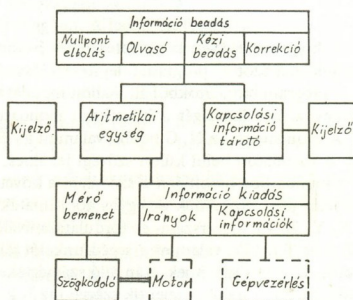 Információ beadás
Nullpont
eltolás
Olvasó
Kézi
beadás
Korrekció
Kijelző
Aritmetikai
egység
Kapcsolási
információ
tároló
Kijelző
Mérő
bemenet
Információ kiadás
Irányok
Kapcsolási
információk
Szögkódoló
Motor
Gépvezérlés